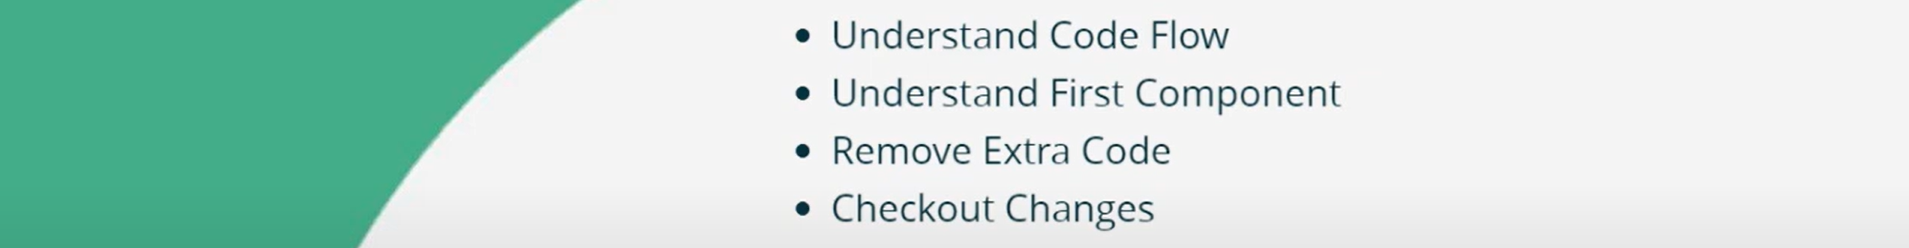 • Understand Code Flow
• Understand First Component
• Remove Extra Code
• Checkout Changes